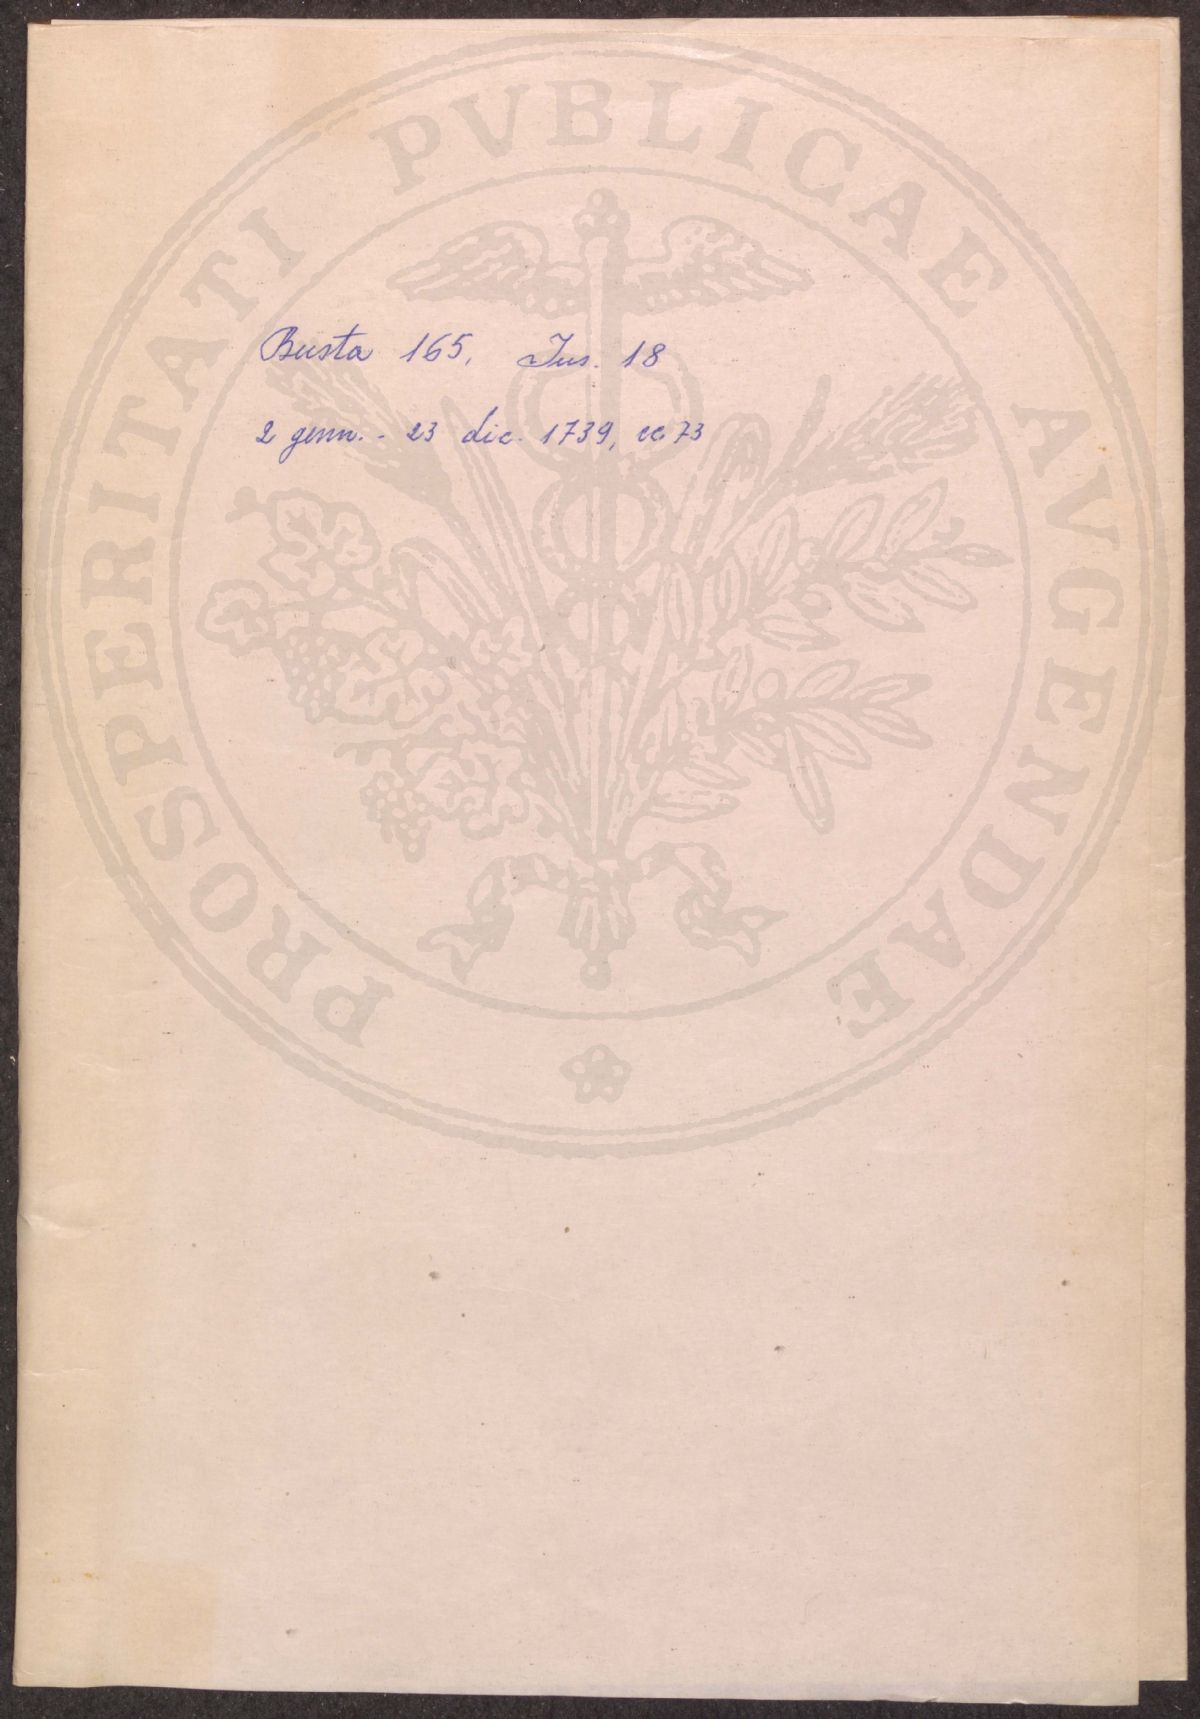 PROSPERITATI PVBLICAE AVGENDAE
Busta 165, Ins. 18
2 genn. - 23 dic. 1739, cc 73